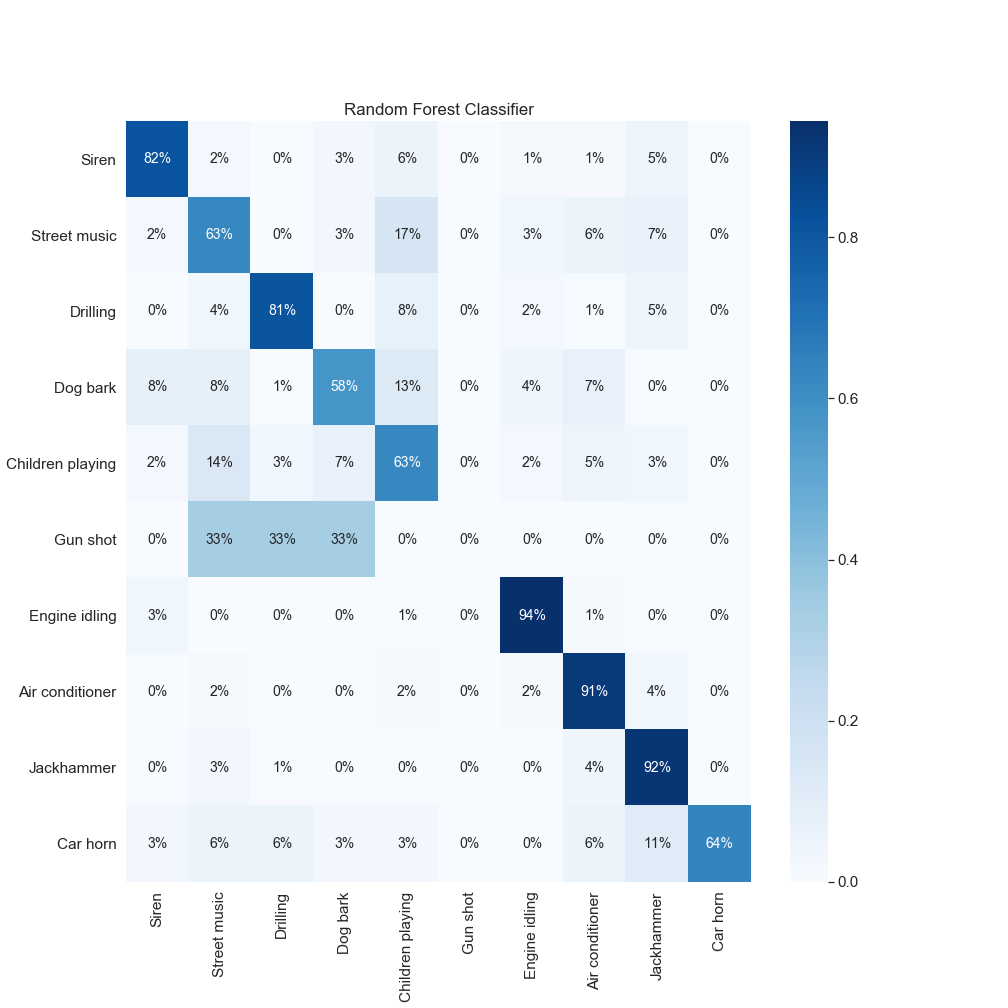 Random Forest Classifier
Siren 82% 2% 0% 3% 6% 0% 1% 1% 5% 0%
Street music 2% 63% 0% 3% 17% 0% 3% 6% 7% 0%
Drilling 0% 4% 81% 0% 8% 0% 2% 1% 5% 0%
Dog bark 8% 8% 1% 58% 13% 0% 4% 7% 0% 0%
Children playing 2% 14% 3% 7% 63% 0% 2% 5% 3% 0%
Gun shot 0% 33% 33% 33% 0% 0% 0% 0% 0% 0%
Engine idling 3% 0% 0% 0% 1% 0% 94% 1% 0% 0%
Air conditioner 0% 2% 0% 0% 2% 0% 2% 91% 4% 0%
Jackhammer 0% 3% 1% 0% 0% 0% 0% 4% 92% 0%
Car horn 3% 6% 6% 3% 3% 0% 0% 6% 11% 64%
Siren
Street music
Drilling
Dog bark
Children playing
Gun shot
Engine idling
Air conditioner
Jackhammer
Car horn
0.8
0.6
0.4
0.2
0.0